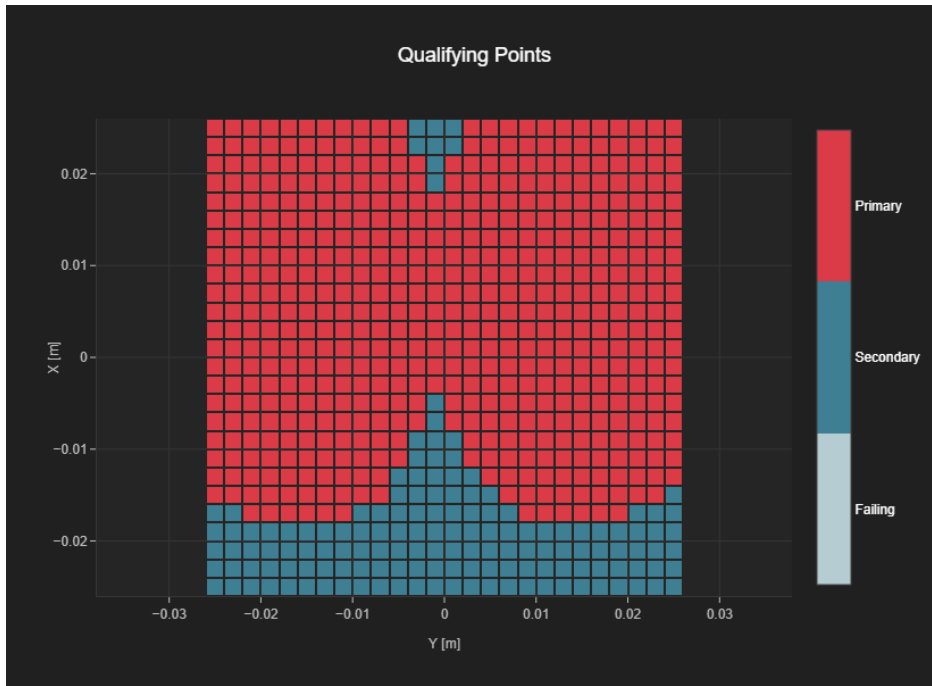 Qualifying Points
0.02
0.01
0
−0.01
−0.02
X [m]
−0.03
−0.02
−0.01
0
0.01
0.02
0.03
Y [m]
Primary
Secondary
Failing